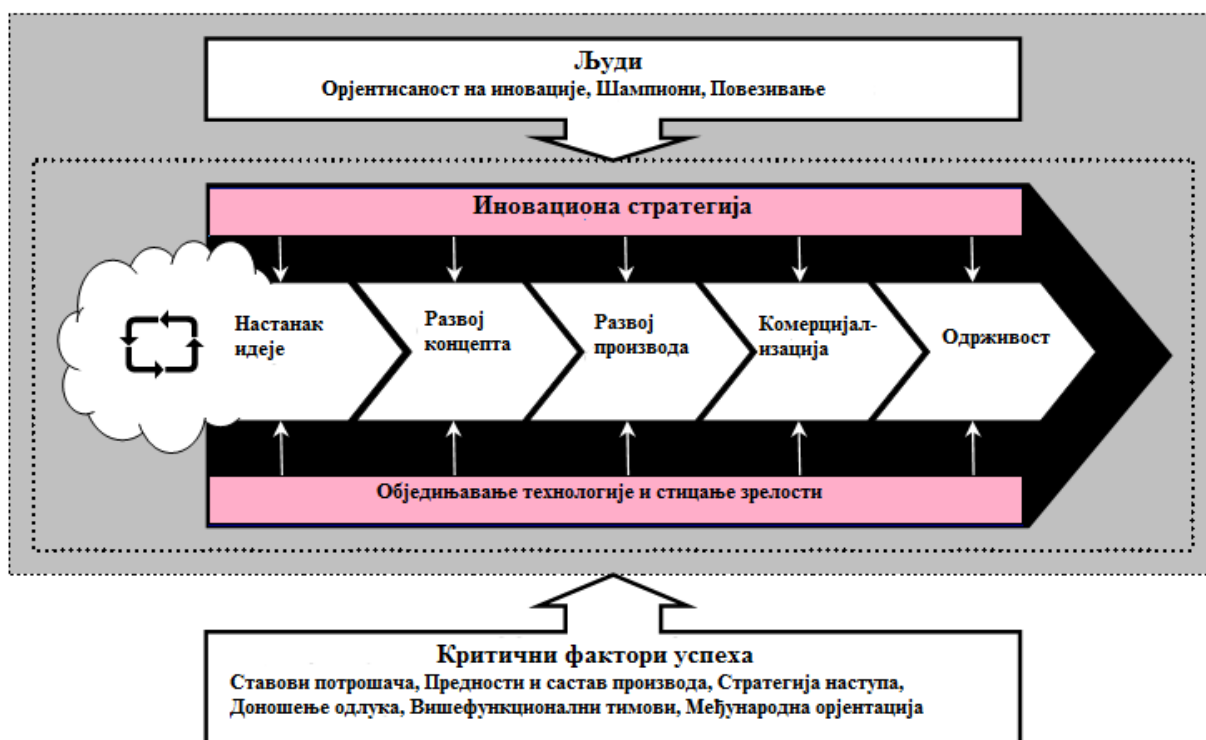 Људи
Орјентисаност на иновације, Шампиони, Повезивање
Иновациона стратегија
Настанак
идеје
Развој
концепта
Развој
производа
Комерцијал-
изација
Одрживост
Обједињавање технологије и стицање зрелости
Критични фактори успеха
Ставови потрошача, Предности и састав производа, Стратегија наступа,
Доношење одлука, Вишефункционални тимови, Међународна орјентација